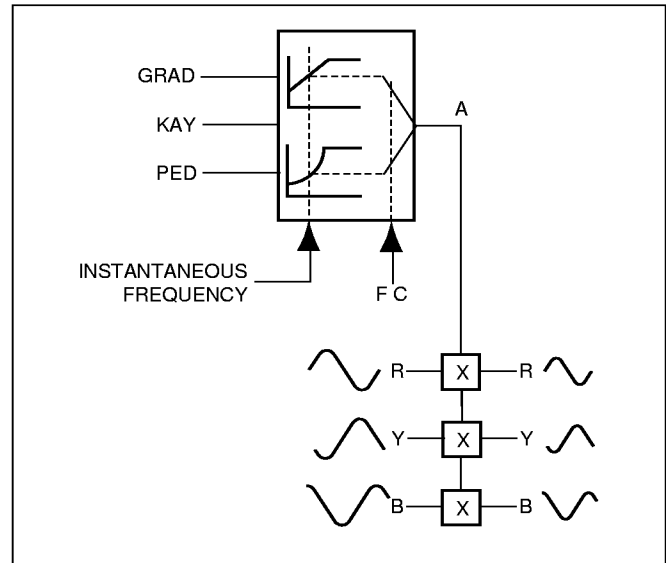 GRAD
KAY
PED
A
INSTANTANEOUS
FREQUENCY
F C
R X R
Y X Y
B X B